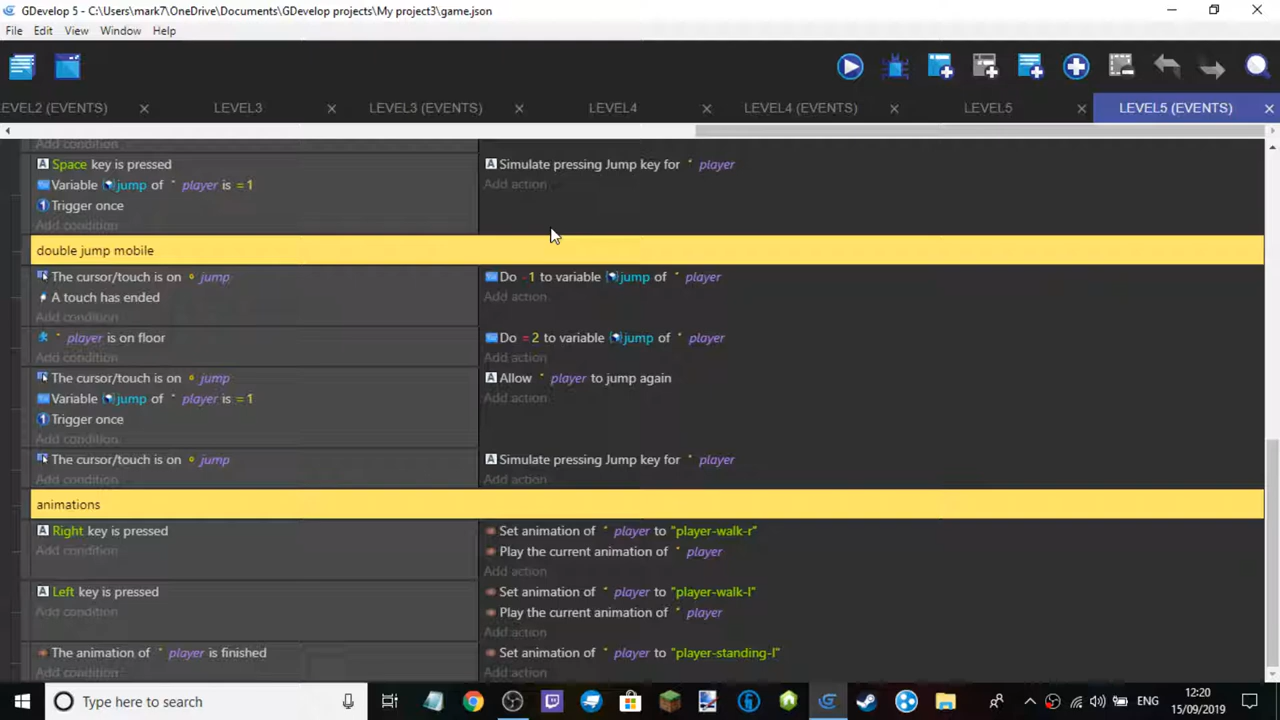 GDevelop 5 - C:\Users\mark7\OneDrive\Documents\GDevelop projects\My project3\game.json
File Edit View Window Help
EVEL2 (EVENTS) LEVEL3 LEVEL3 (EVENTS) LEVEL4 LEVEL4 (EVENTS) LEVEL5 LEVEL5 (EVENTS)
Add condition
Space key is pressed Simulate pressing Jump key for player
Variable jump of player is = 1 Add action
Trigger once
Add condition
double jump mobile
The cursor/touch is on jump Do -1 to variable jump of player
A touch has ended Add action
Add condition
player is on floor Do = 2 to variable jump of player
Add condition Add action
The cursor/touch is on jump Allow player to jump again
Variable jump of player is = 1 Add action
Trigger once
Add condition
The cursor/touch is on jump Simulate pressing Jump key for player
Add condition Add action
animations
Right key is pressed Set animation of player to "player-walk-r"
Add condition Play the current animation of player
Add action
Left key is pressed Set animation of player to "player-walk-l"
Add condition Play the current animation of player
Add action
The animation of player is finished Set animation of player to "player-standing-l"
Add condition Add action
Type here to search ENG 12:20
15/09/2019